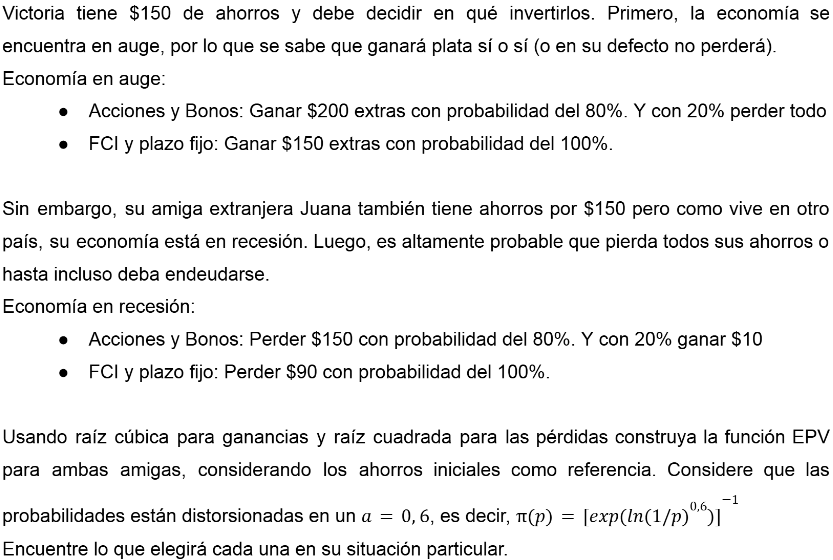 Victoria tiene $150 de ahorros y debe decidir en qué invertirlos. Primero, la economía se
encuentra en auge, por lo que se sabe que ganará plata sí o sí (o en su defecto no perderá).
Economía en auge:
● Acciones y Bonos: Ganar $200 extras con probabilidad del 80%. Y con 20% perder todo
● FCI y plazo fijo: Ganar $150 extras con probabilidad del 100%.
Sin embargo, su amiga extranjera Juana también tiene ahorros por $150 pero como vive en otro
país, su economía está en recesión. Luego, es altamente probable que pierda todos sus ahorros o
hasta incluso deba endeudarse.
Economía en recesión:
● Acciones y Bonos: Perder $150 con probabilidad del 80%. Y con 20% ganar $10
● FCI y plazo fijo: Perder $90 con probabilidad del 100%.
Usando raíz cúbica para ganancias y raíz cuadrada para las pérdidas construya la función EPV
para ambas amigas, considerando los ahorros iniciales como referencia. Considere que las
probabilidades están distorsionadas en un a = 0, 6, es decir, π(p) = [exp(ln(1/p)^{0,6})]^{-1}
Encuentre lo que elegirá cada una en su situación particular.